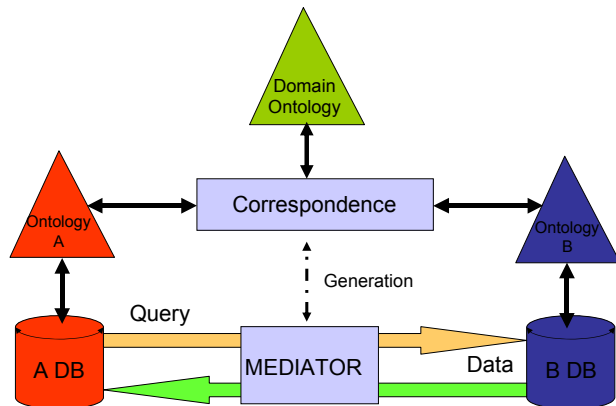 Domain
Ontology
Ontology
A
Correspondence
Ontology
B
Generation
Query
A DB
MEDIATOR
Data
B DB